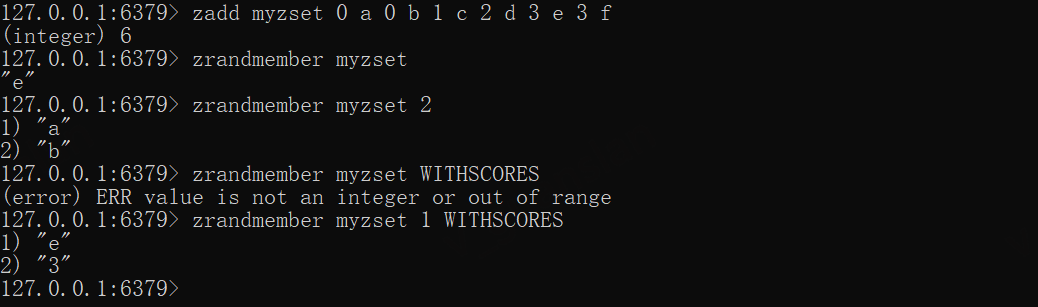 127.0.0.1:6379> zadd myzset 0 a 0 b 1 c 2 d 3 e 3 f
(integer) 6
127.0.0.1:6379> zrandmember myzset
"e"
127.0.0.1:6379> zrandmember myzset 2
1) "a"
2) "b"
127.0.0.1:6379> zrandmember myzset WITHSCORES
(error) ERR value is not an integer or out of range
127.0.0.1:6379> zrandmember myzset 1 WITHSCORES
1) "e"
2) "3"
127.0.0.1:6379>